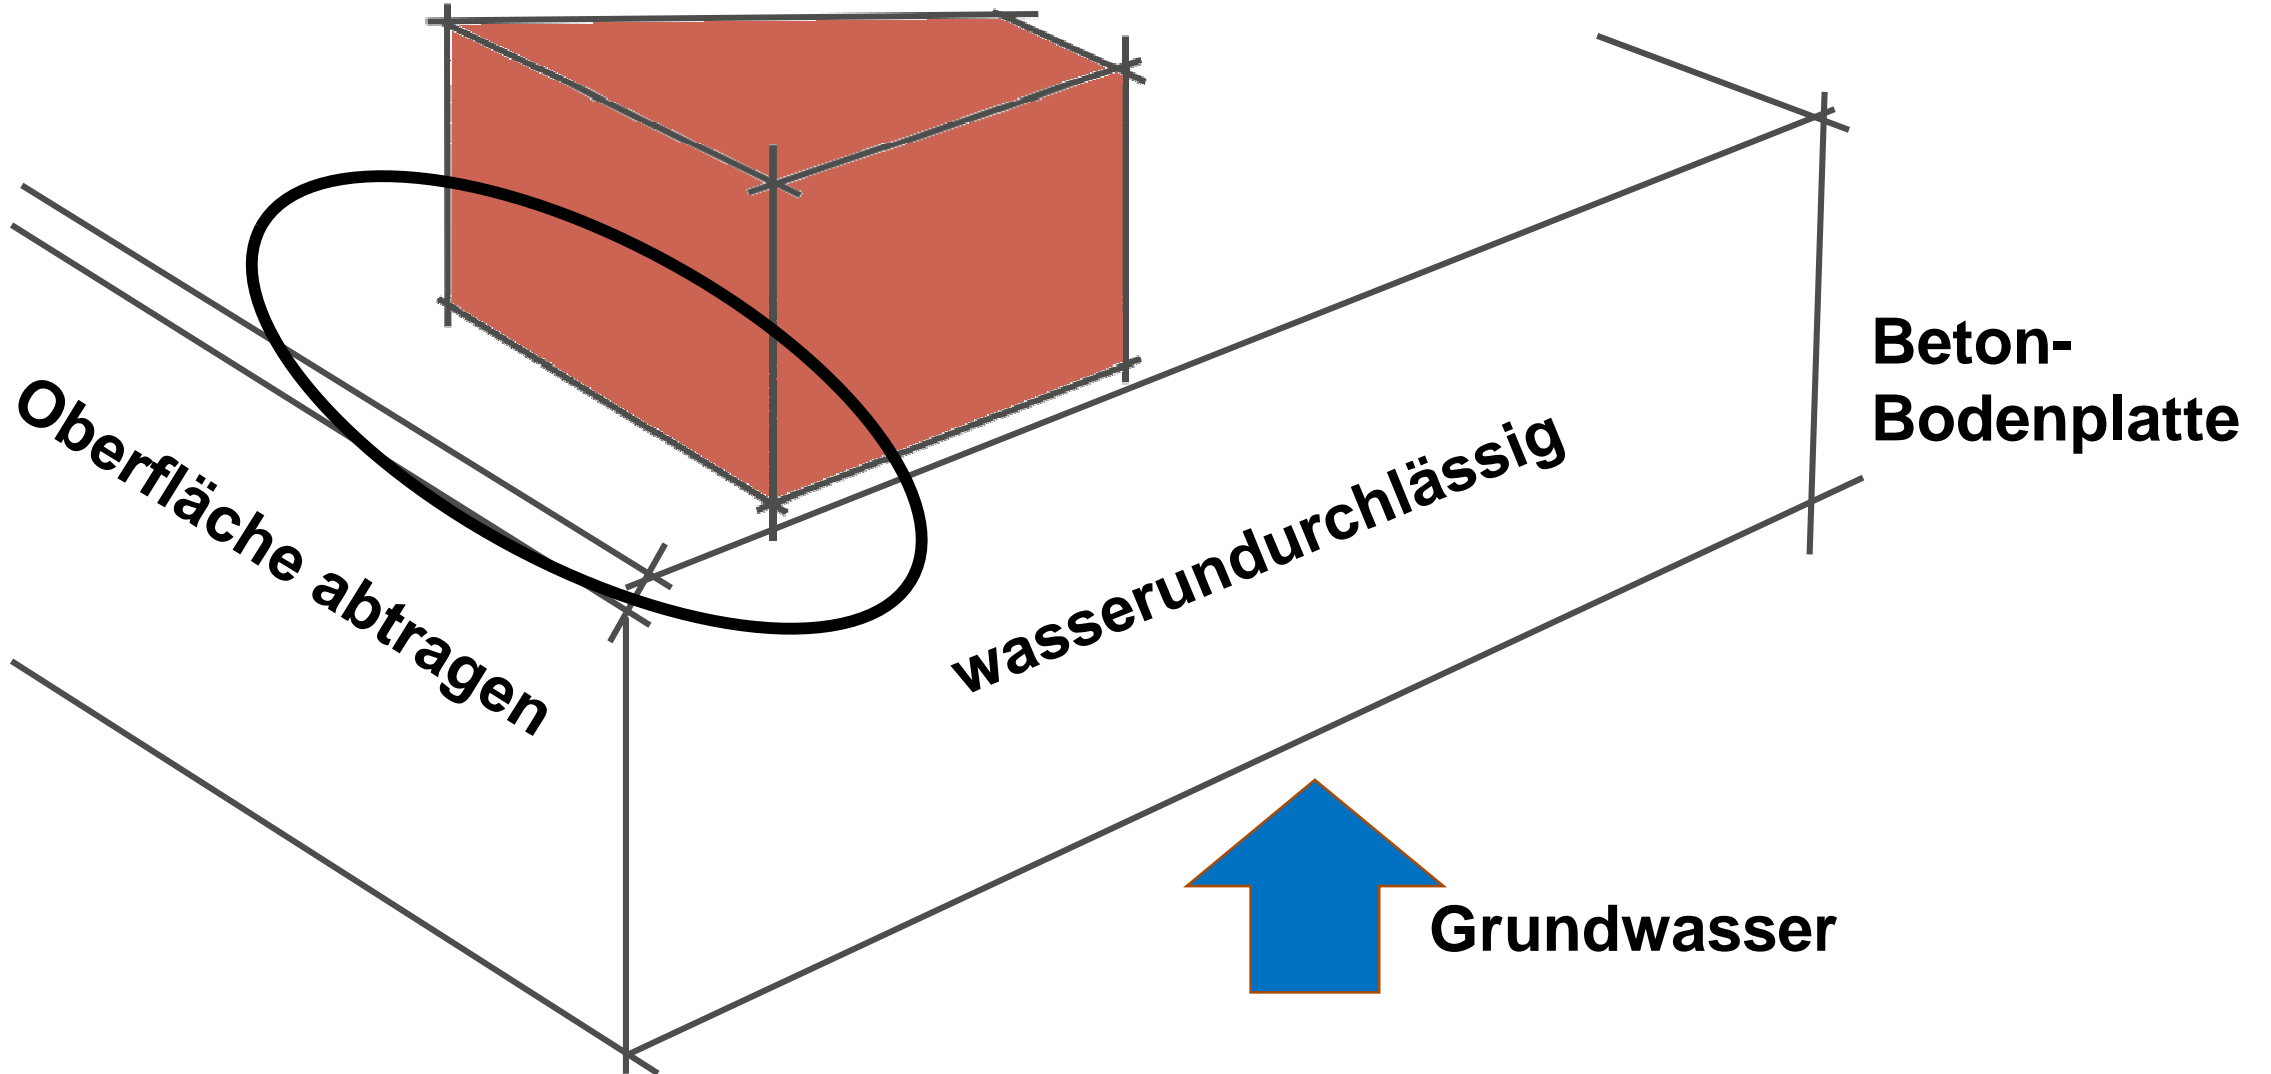 Beton-
Bodenplatte
Oberfläche abtragen
wasserundurchlässig
Grundwasser